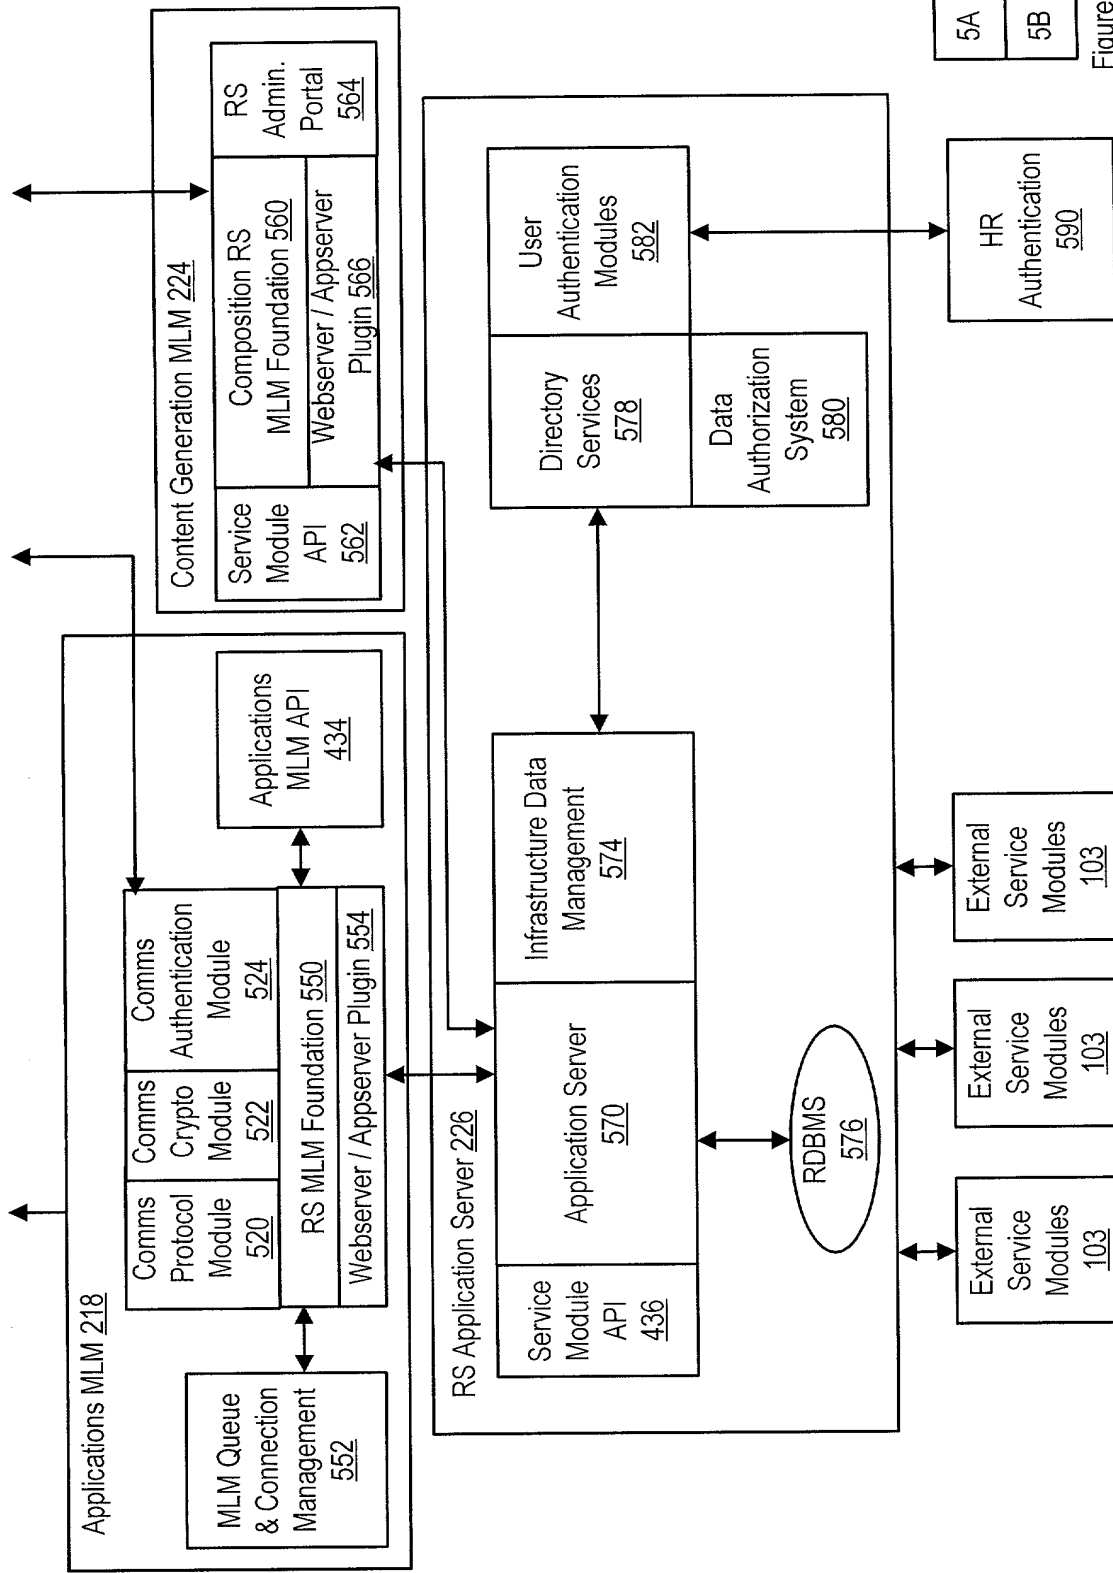 Applications MLM 218
MLM Queue
& Connection
Management
552
Comms
Protocol
Module
520
Comms
Crypto
Module
522
Comms
Authentication
Module
524
RS MLM Foundation 550
Webserver / Appserver Plugin 554
Applications
MLM API
434
Content Generation MLM 224
Service
Module
API
562
Composition RS
MLM Foundation 560
Webserver / Appserver
Plugin 566
RS
Admin.
Portal
564
RS Application Server 226
Service
Module
API
436
Application Server
570
Infrastructure Data
Management
574
RDBMS
576
Directory
Services
578
User
Authentication
Modules
582
Data
Authorization
System
580
External
Service
Modules
103
External
Service
Modules
103
External
Service
Modules
103
HR
Authentication
590
5A
5B
Figure